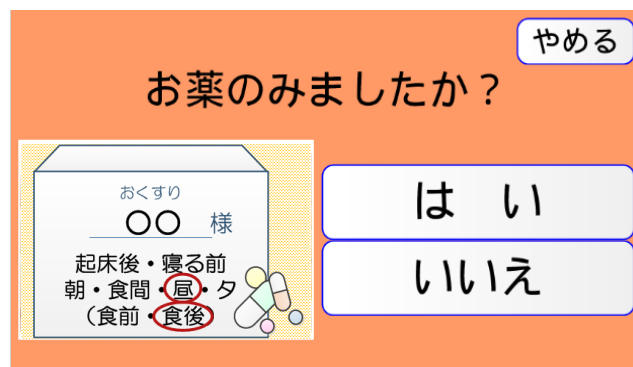 やめる
お薬のみましたか？
おくすり
○○ 様
起床後・寝る前
朝・食間・昼・夕
（食前・食後）
はい
いいえ